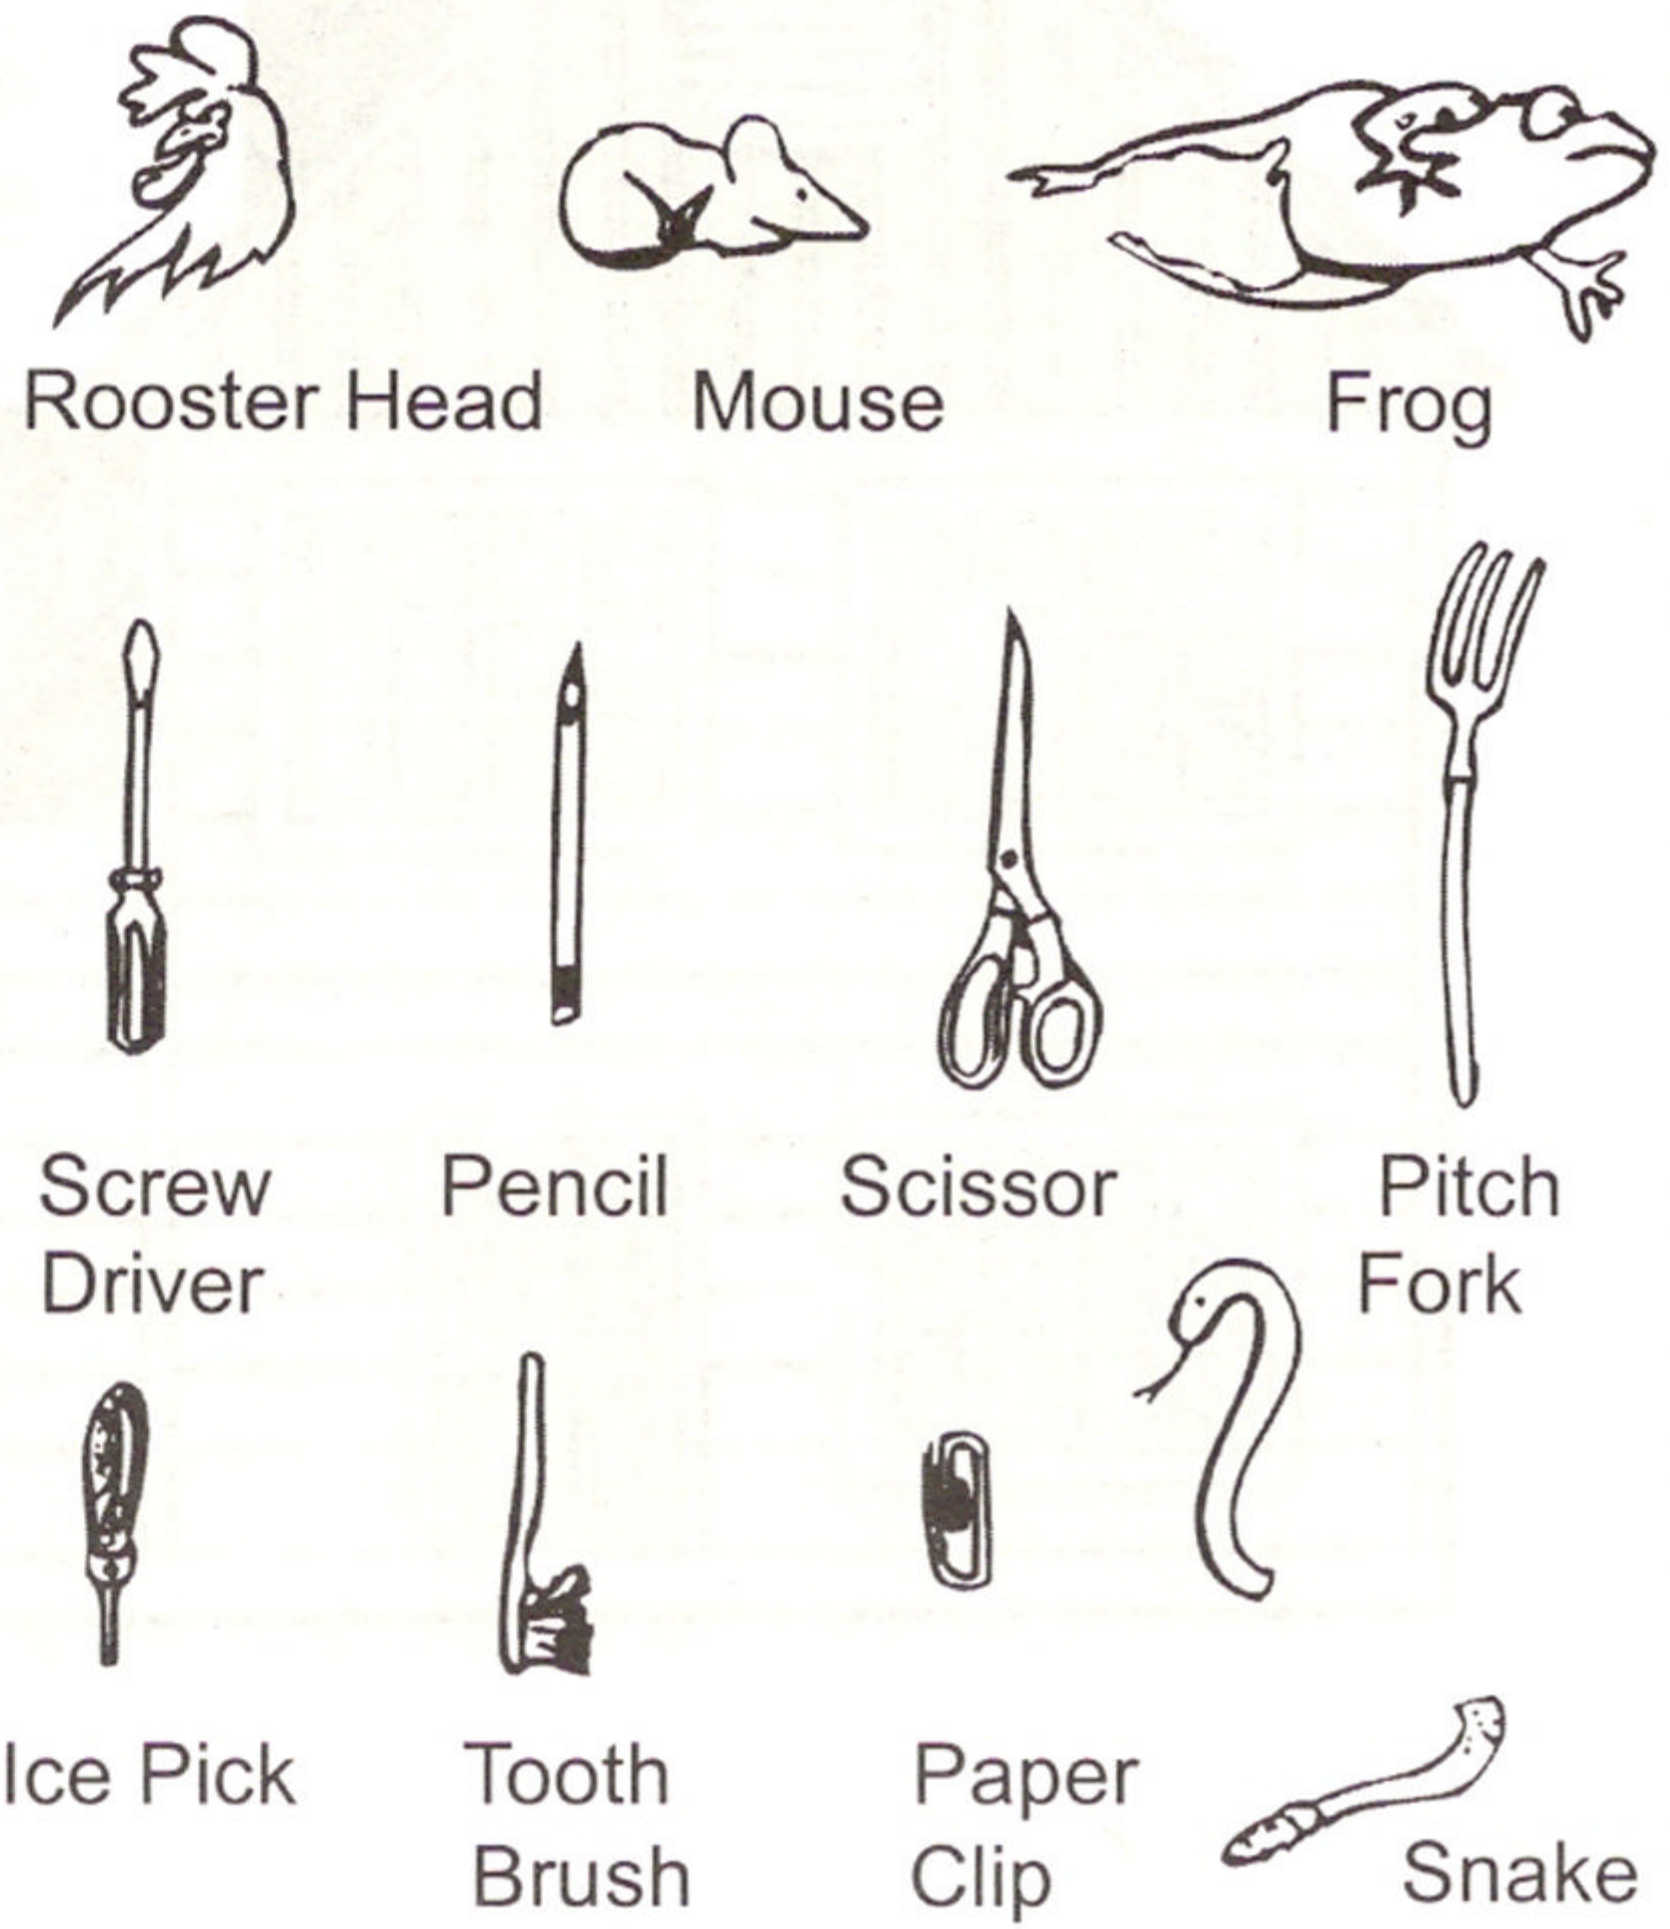 Rooster Head
Mouse
Frog
Screw
Driver
Pencil
Scissor
Pitch
Fork
Ice Pick
Tooth
Brush
Paper
Clip
Snake